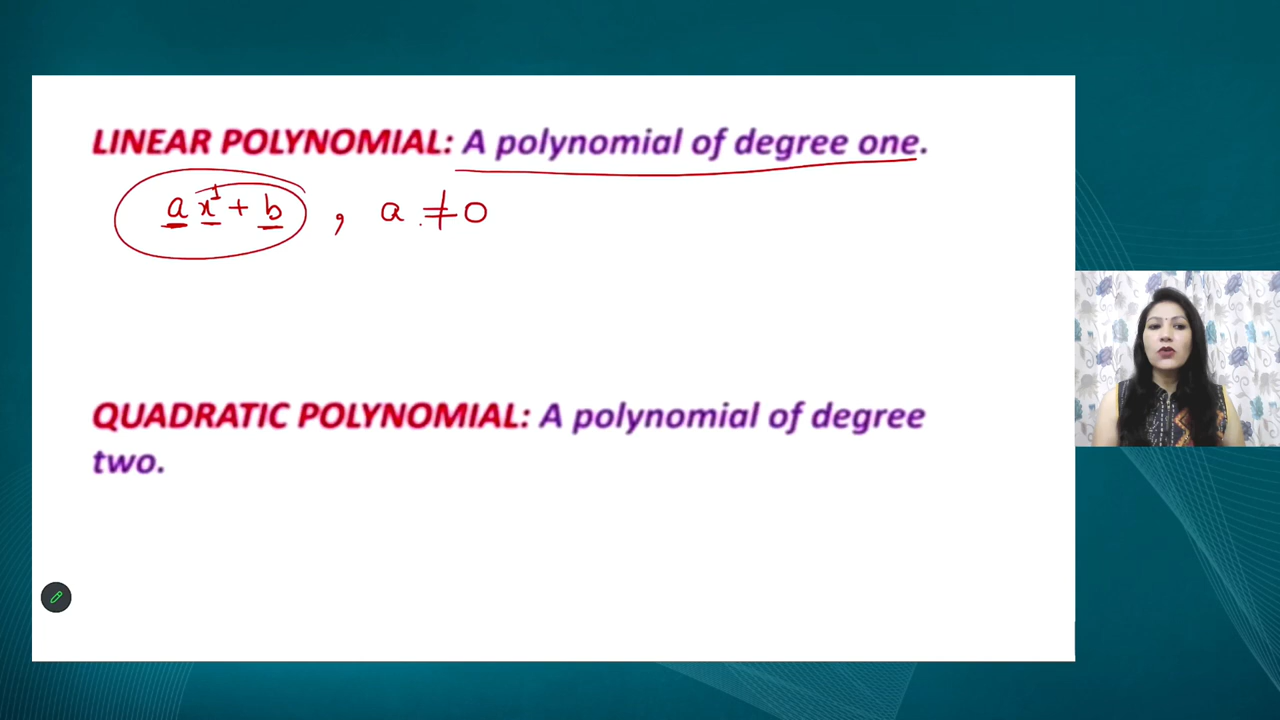 LINEAR POLYNOMIAL: A polynomial of degree one.
ax¹ + b , a ≠ 0
QUADRATIC POLYNOMIAL: A polynomial of degree
two.